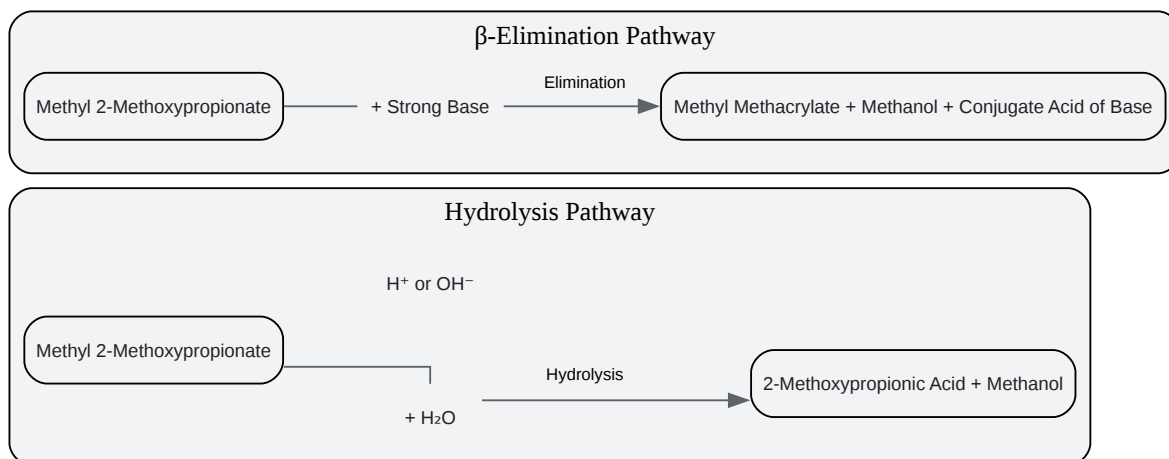 β-Elimination Pathway
Elimination
Methyl 2-Methoxypropionate
+ Strong Base
Methyl Methacrylate + Methanol + Conjugate Acid of Base
Hydrolysis Pathway
H⁺ or OH⁻
Methyl 2-Methoxypropionate
Hydrolysis
2-Methoxypropionic Acid + Methanol
+ H₂O